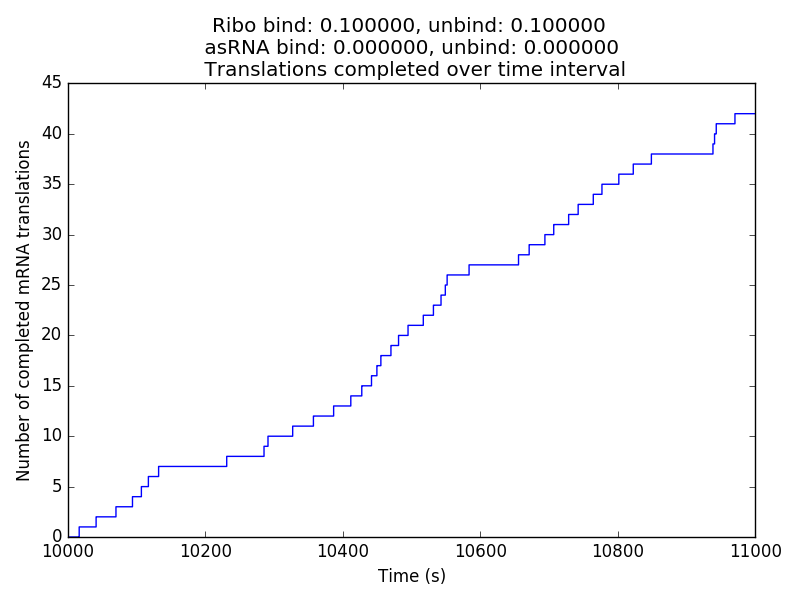 Ribo bind: 0.100000, unbind: 0.100000
asRNA bind: 0.000000, unbind: 0.000000
Translations completed over time interval
45
40
35
30
25
20
15
10
5
0
Number of completed mRNA translations
10000 10200 10400 10600 10800 11000
Time (s)